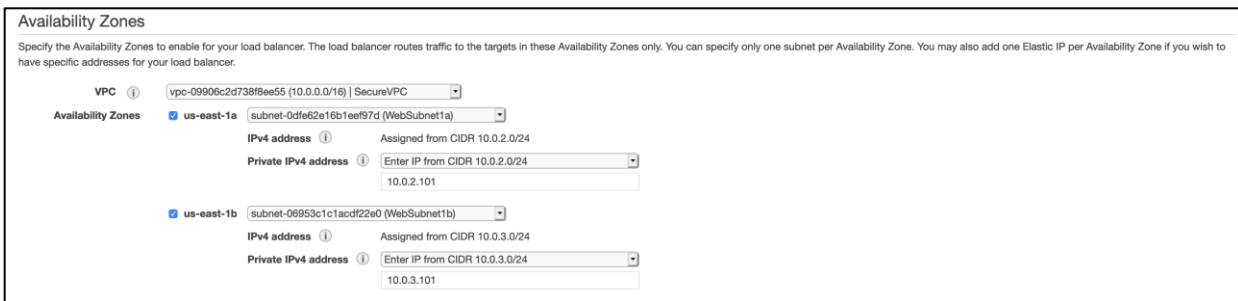 Availability Zones
Specify the Availability Zones to enable for your load balancer. The load balancer routes traffic to the targets in these Availability Zones only. You can specify only one subnet per Availability Zone. You may also add one Elastic IP per Availability Zone if you wish to
have specific addresses for your load balancer.
VPC i vpc-09906c2d738f8ee55 (10.0.0.0/16) | SecureVPC
Availability Zones us-east-1a subnet-0dfe62e16b1eef97d (WebSubnet1a)
IPv4 address i Assigned from CIDR 10.0.2.0/24
Private IPv4 address i Enter IP from CIDR 10.0.2.0/24
10.0.2.101
us-east-1b subnet-06953c1c1acdf22e0 (WebSubnet1b)
IPv4 address i Assigned from CIDR 10.0.3.0/24
Private IPv4 address i Enter IP from CIDR 10.0.3.0/24
10.0.3.101